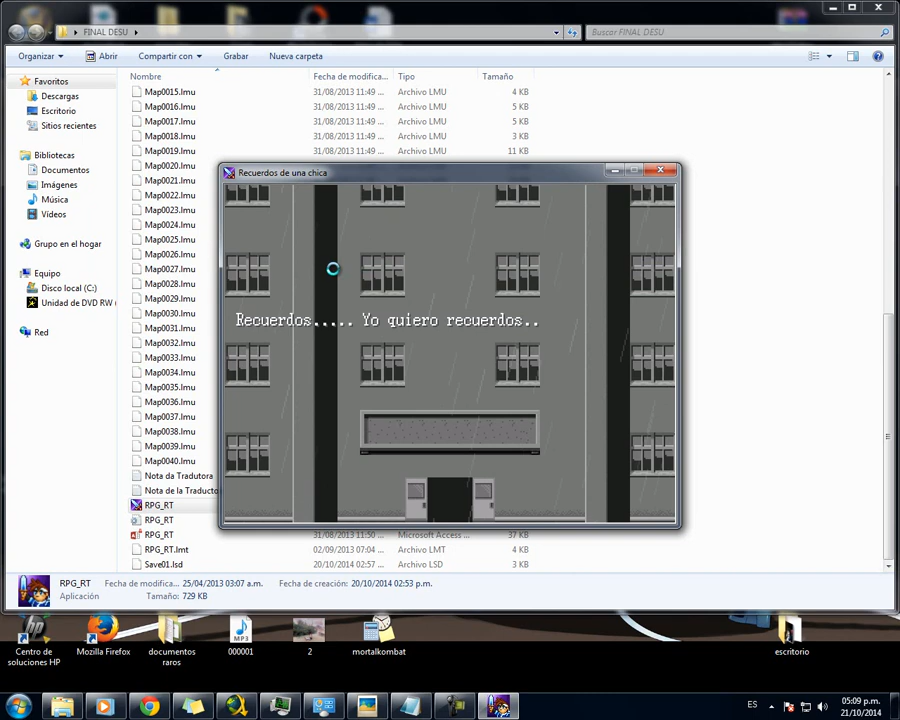 FINAL DESU
Buscar FINAL DESU
Organizar
Abrir
Compartir con
Grabar
Nueva carpeta
Favoritos
Descargas
Escritorio
Sitios recientes
Bibliotecas
Documentos
Imágenes
Música
Vídeos
Grupo en el hogar
Equipo
Disco local (C:)
Unidad de DVD RW (
Red
Nombre
Fecha de modifica...
Tipo
Tamaño
Map0015.lmu 31/08/2013 11:49 ... Archivo LMU 4 KB
Map0016.lmu 31/08/2013 11:49 ... Archivo LMU 5 KB
Map0017.lmu 31/08/2013 11:49 ... Archivo LMU 5 KB
Map0018.lmu 31/08/2013 11:49 ... Archivo LMU 3 KB
Map0019.lmu 31/08/2013 11:49 ... Archivo LMU 11 KB
Map0020.lmu
Map0021.lmu
Map0022.lmu
Map0023.lmu
Map0024.lmu
Map0025.lmu
Map0026.lmu
Map0027.lmu
Map0028.lmu
Map0029.lmu
Map0030.lmu
Map0031.lmu
Map0032.lmu
Map0033.lmu
Map0034.lmu
Map0035.lmu
Map0036.lmu
Map0037.lmu
Map0038.lmu
Map0039.lmu
Map0040.lmu
Nota da Tradutora
Nota de la Traducto
RPG_RT
RPG_RT
RPG_RT 31/08/2013 11:50 ... Microsoft Access ... 37 KB
RPG_RT.lmt 02/09/2013 07:04 ... Archivo LMT 4 KB
Save01.lsd 20/10/2014 02:57 ... Archivo LSD 3 KB
Recuerdos de una chica
Recuerdos..... Yo quiero recuerdos..
RPG_RT Fecha de modifica... 25/04/2013 03:07 a.m. Fecha de creación: 20/10/2014 02:53 p.m.
Aplicación Tamaño: 729 KB
Centro de soluciones HP
Mozilla Firefox
documentos raros
MP3
000001
2
mortalkombat
escritorio
ES
05:09 p.m.
21/10/2014